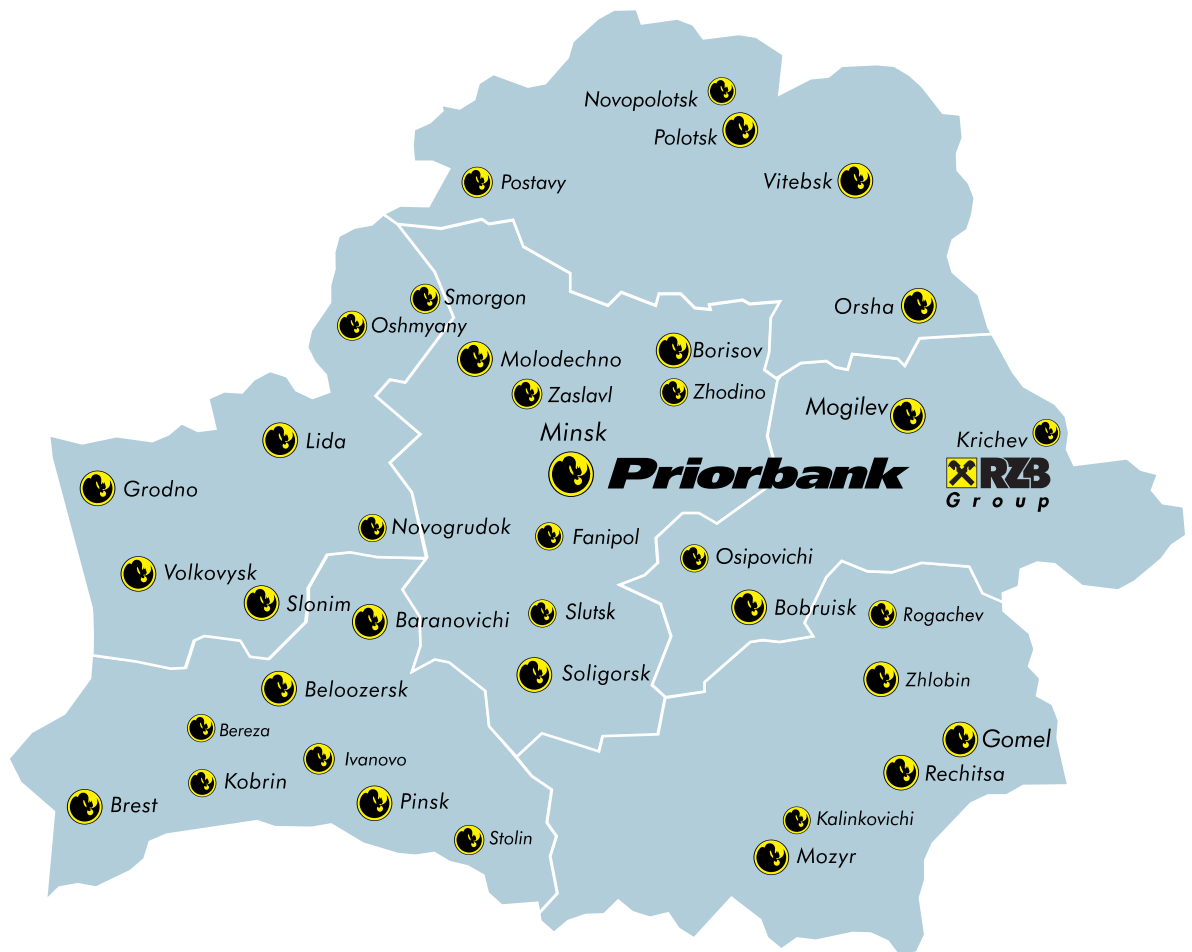 Novopolotsk
Polotsk
Postavy
Vitebsk
Smorgon
Orsha
Oshmyany
Borisov
Molodechno
Zaslavl
Zhodino
Mogilev
Minsk
Krichev
Lida
Priorbank
RZB
Group
Grodno
Novogrudok
Fanipol
Osipovichi
Volkovysk
Slonim
Baranovichi
Slutsk
Bobruisk
Rogachev
Soligorsk
Zhlobin
Beloozersk
Bereza
Gomel
Ivanovo
Rechitsa
Kobrin
Brest
Pinsk
Kalinkovichi
Stolin
Mozyr